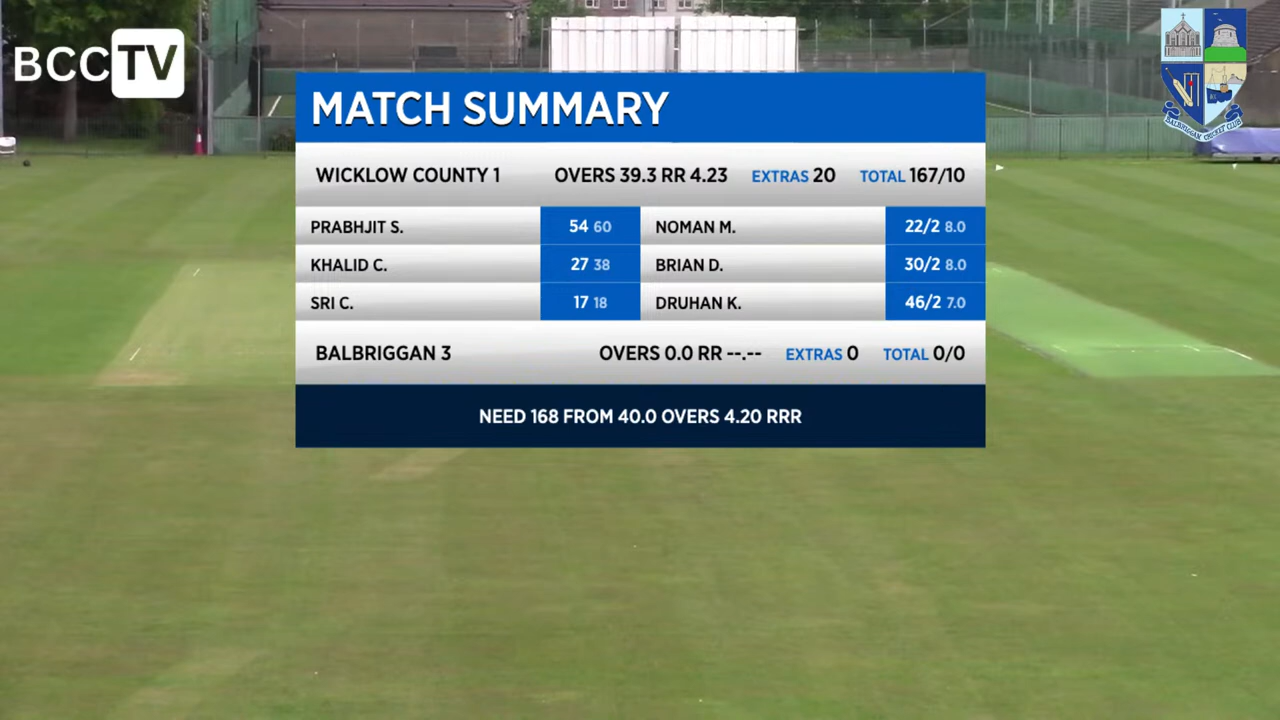 BCCTV
MATCH SUMMARY
WICKLOW COUNTY 1 OVERS 39.3 RR 4.23 EXTRAS 20 TOTAL 167/10
PRABHJIT S. 54 60 NOMAN M. 22/2 8.0
KHALID C. 27 38 BRIAN D. 30/2 8.0
SRI C. 17 18 DRUHAN K. 46/2 7.0
BALBRIGGAN 3 OVERS 0.0 RR --.-- EXTRAS 0 TOTAL 0/0
NEED 168 FROM 40.0 OVERS 4.20 RRR
BALBRIGGAN CRICKET CLUB